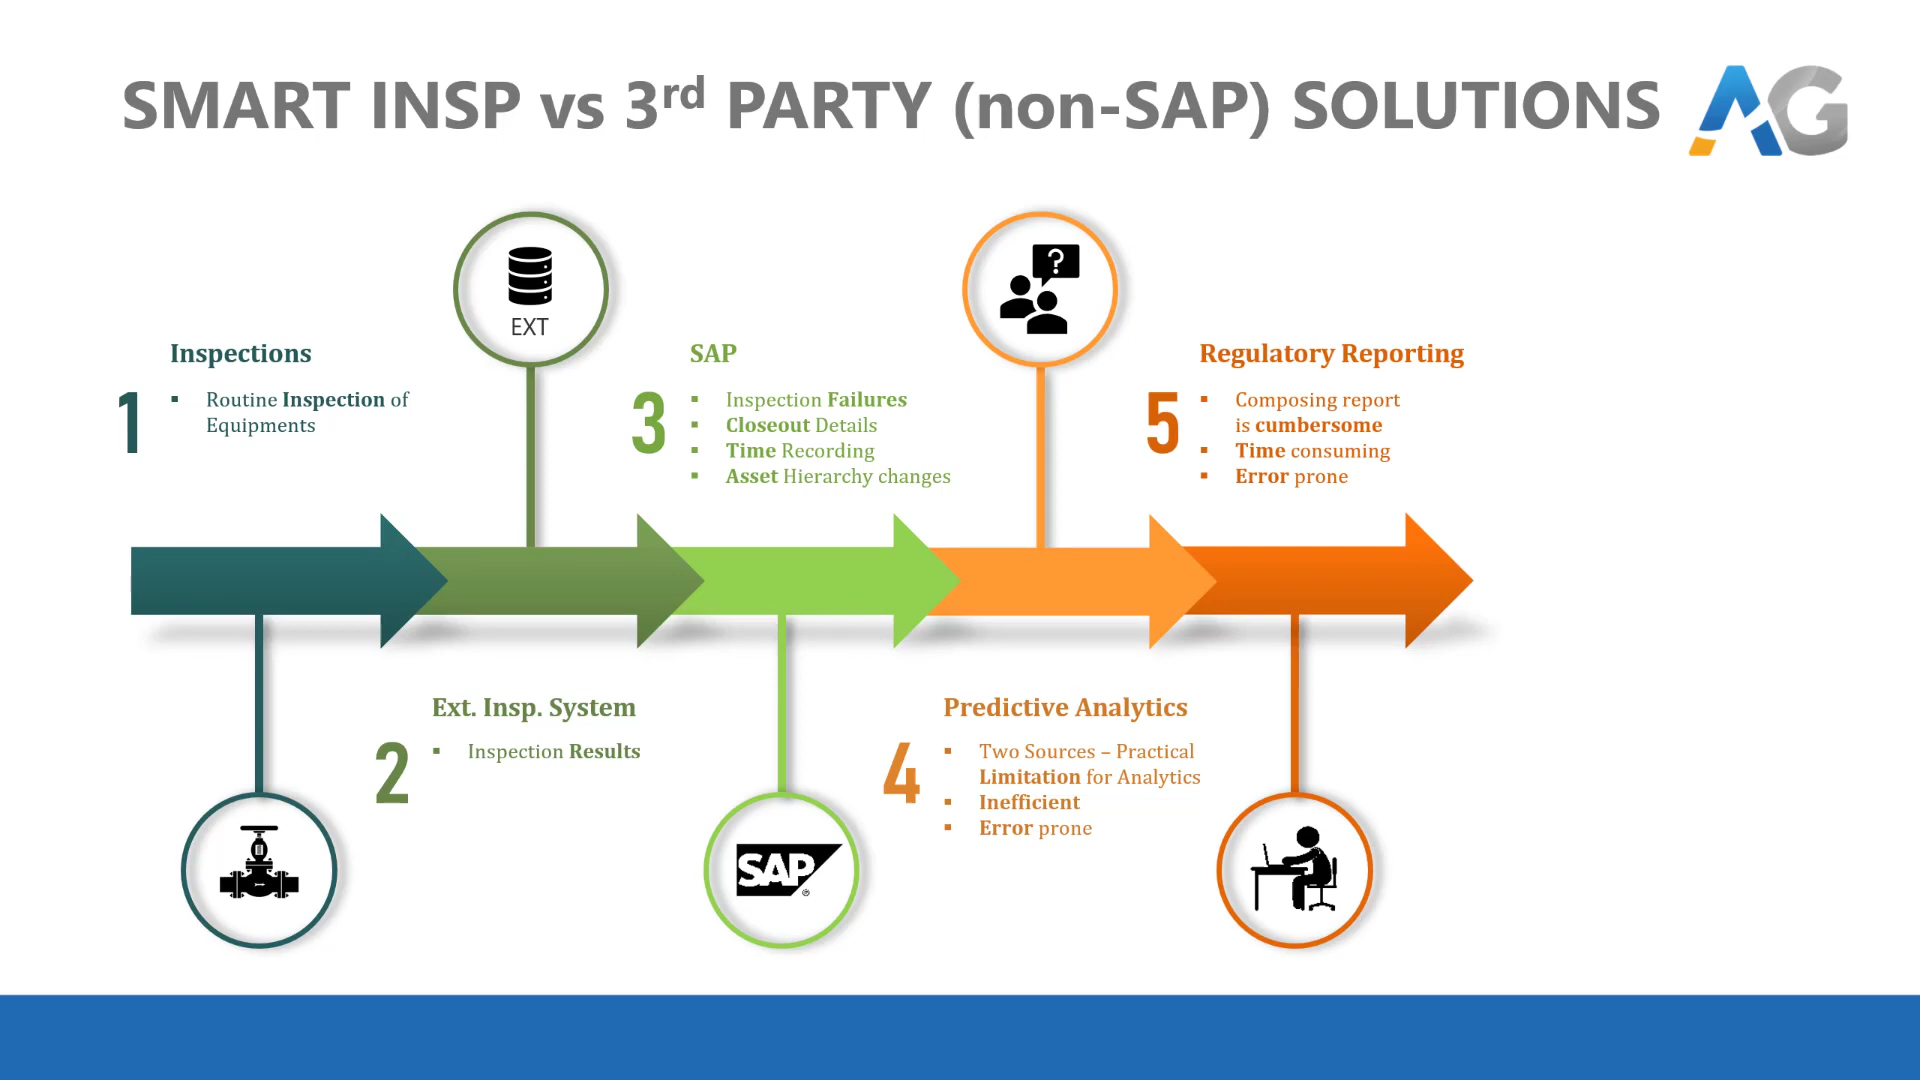 SMART INSP vs 3rd PARTY (non-SAP) SOLUTIONS
AG
EXT
Inspections
1
▪ Routine Inspection of
Equipments
SAP
3
▪ Inspection Failures
▪ Closeout Details
▪ Time Recording
▪ Asset Hierarchy changes
?
Regulatory Reporting
5
▪ Composing report
is cumbersome
▪ Time consuming
▪ Error prone
Ext. Insp. System
2
▪ Inspection Results
Predictive Analytics
4
▪ Two Sources – Practical
Limitation for Analytics
▪ Inefficient
▪ Error prone
SAP®